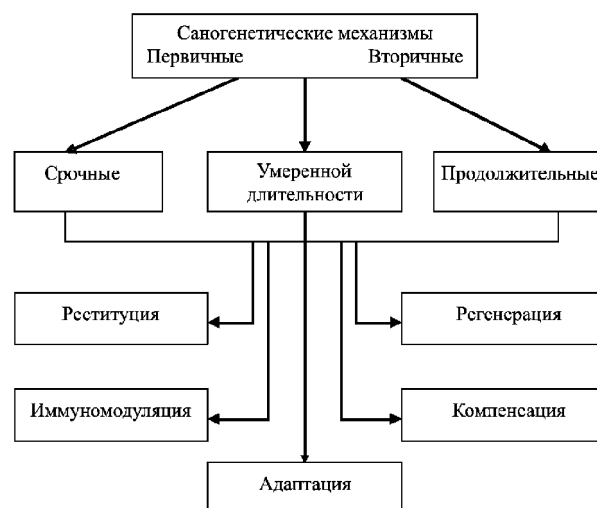 Саногенетические механизмы
Первичные Вторичные
Срочные
Умеренной
длительности
Продолжительные
Реституция
Регенерация
Иммуномодуляция
Компенсация
Адаптация